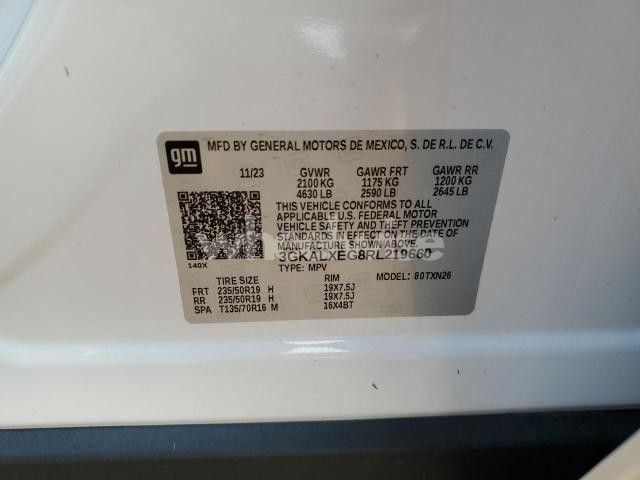 gm
MFD BY GENERAL MOTORS DE MEXICO, S. DE R.L. DE C.V.
11/23 GVWR GAWR FRT GAWR RR
2100 KG 1175 KG 1200 KG
4630 LB 2590 LB 2645 LB
THIS VEHICLE CONFORMS TO ALL
APPLICABLE U.S. FEDERAL MOTOR
VEHICLE SAFETY AND THEFT PREVENTION
STANDARDS IN EFFECT ON THE DATE OF
MANUFACTURE SHOWN ABOVE.
3GKALXEG8RL219660
140X TYPE: MPV MODEL: 80TXN26
TIRE SIZE RIM
FRT 235/50R19 H 19X7.5J
RR 235/50R19 H 19X7.5J
SPA T135/70R16 M 16X4BT